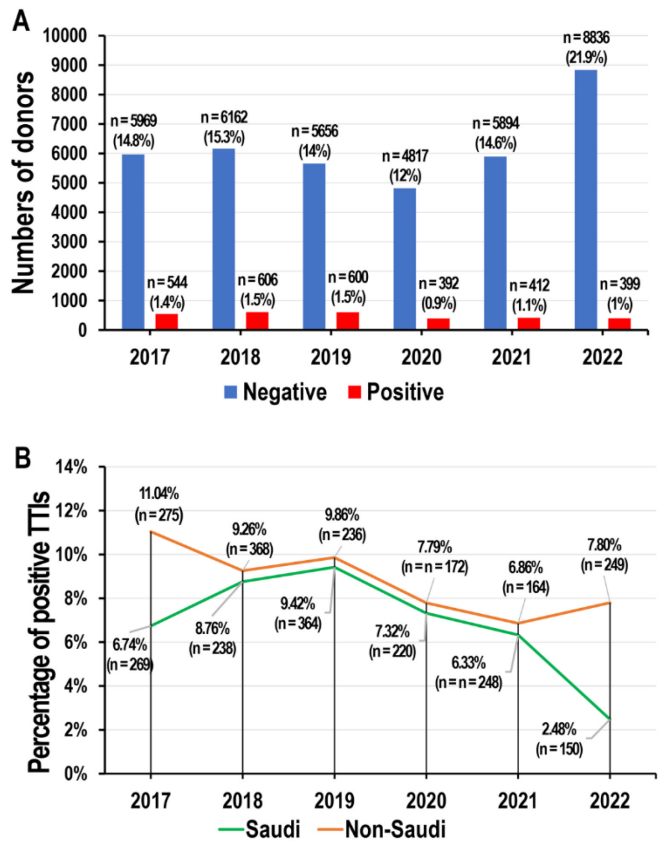 A
Numbers of donors
10000
9000
8000
7000
6000
5000
4000
3000
2000
1000
0
n = 5969
(14.8%)
n = 544
(1.4%)
n = 6162
(15.3%)
n = 606
(1.5%)
n = 5656
(14%)
n = 600
(1.5%)
n = 4817
(12%)
n = 392
(0.9%)
n = 5894
(14.6%)
n = 412
(1.1%)
n = 8836
(21.9%)
n = 399
(1%)
2017 2018 2019 2020 2021 2022
Negative Positive
B
Percentage of positive TTIs
14%
12%
10%
8%
6%
4%
2%
0%
11.04%
(n = 275)
6.74%
(n = 269)
9.26%
(n = 368)
8.76%
(n = 238)
9.86%
(n = 236)
9.42%
(n = 364)
7.79%
(n = n = 172)
7.32%
(n = 220)
6.86%
(n = 164)
6.33%
(n = n = 248)
7.80%
(n = 249)
2.48%
(n = 150)
2017 2018 2019 2020 2021 2022
Saudi Non-Saudi